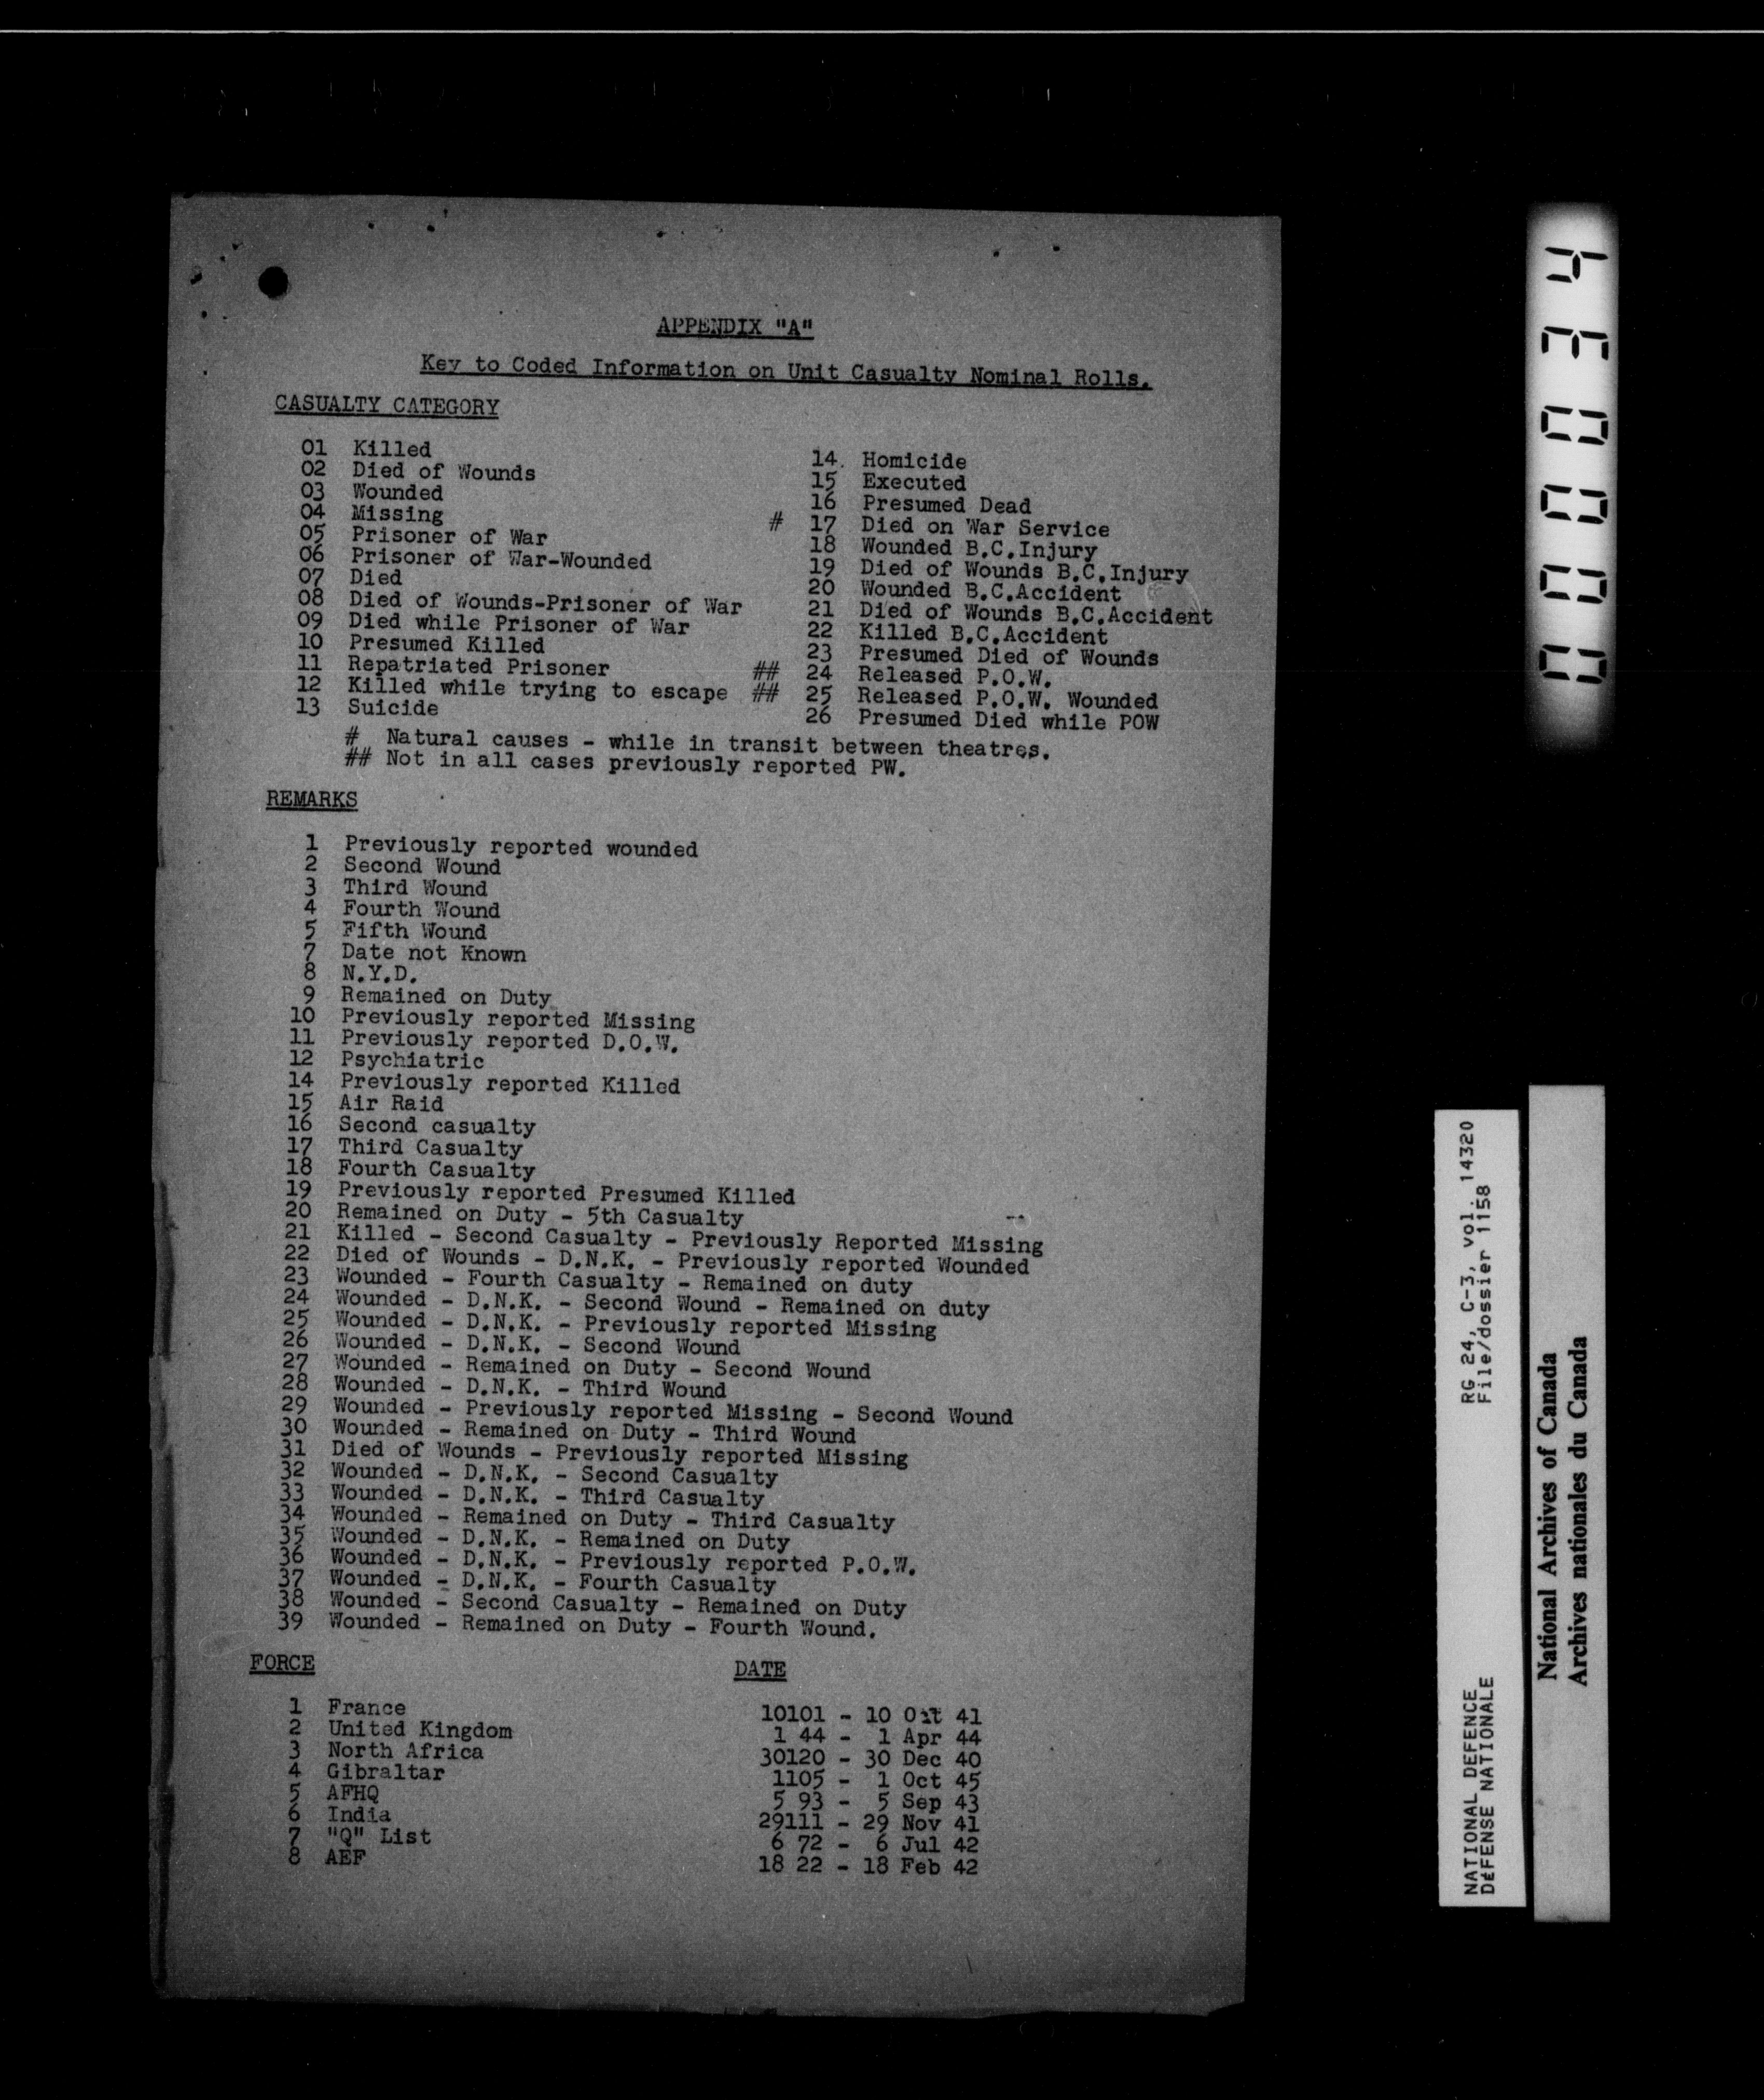 APPENDIX "A"
Key to Coded Information on Unit Casualty Nominal Rolls.
CASUALTY CATEGORY
01 Killed
02 Died of Wounds
03 Wounded
04 Missing
05 Prisoner of War
06 Prisoner of War-Wounded
07 Died
08 Died of Wounds-Prisoner of War
09 Died while Prisoner of War
10 Presumed Killed
11 Repatriated Prisoner
12 Killed while trying to escape
13 Suicide
14. Homicide
15 Executed
16 Presumed Dead
# 17 Died on War Service
18 Wounded B.C.Injury
19 Died of Wounds B.C.Injury
20 Wounded B.C.Accident
21 Died of Wounds B.C.Accident
22 Killed B.C.Accident
23 Presumed Died of Wounds
## 24 Released P.O.W.
## 25 Released P.O.W. Wounded
26 Presumed Died while POW
# Natural causes - while in transit between theatres.
## Not in all cases previously reported PW.
REMARKS
1 Previously reported wounded
2 Second Wound
3 Third Wound
4 Fourth Wound
5 Fifth Wound
7 Date not Known
8 N.Y.D.
9 Remained on Duty
10 Previously reported Missing
11 Previously reported D.O.W.
12 Psychiatric
14 Previously reported Killed
15 Air Raid
16 Second casualty
17 Third Casualty
18 Fourth Casualty
19 Previously reported Presumed Killed
20 Remained on Duty - 5th Casualty
21 Killed - Second Casualty - Previously Reported Missing
22 Died of Wounds - D.N.K. - Previously reported Wounded
23 Wounded - Fourth Casualty - Remained on duty
24 Wounded - D.N.K. - Second Wound - Remained on duty
25 Wounded - D.N.K. - Previously reported Missing
26 Wounded - D.N.K. - Second Wound
27 Wounded - Remained on Duty - Second Wound
28 Wounded - D.N.K. - Third Wound
29 Wounded - Previously reported Missing - Second Wound
30 Wounded - Remained on Duty - Third Wound
31 Died of Wounds - Previously reported Missing
32 Wounded - D.N.K. - Second Casualty
33 Wounded - D.N.K. - Third Casualty
34 Wounded - Remained on Duty - Third Casualty
35 Wounded - D.N.K. - Remained on Duty
36 Wounded - D.N.K. - Previously reported P.O.W.
37 Wounded - D.N.K. - Fourth Casualty
38 Wounded - Second Casualty - Remained on Duty
39 Wounded - Remained on Duty - Fourth Wound.
FORCE
1 France
2 United Kingdom
3 North Africa
4 Gibraltar
5 AFHQ
6 India
7 "Q" List
8 AEF
DATE
10101 - 10 Oct 41
1 44 - 1 Apr 44
30120 - 30 Dec 40
1105 - 1 Oct 45
5 93 - 5 Sep 43
29111 - 29 Nov 41
6 72 - 6 Jul 42
18 22 - 18 Feb 42
000034
NATIONAL DEFENCE RG 24, C-3, vol. 14320
DéFENSE NATIONALE File/dossier 1158
National Archives of Canada
Archives nationales du Canada